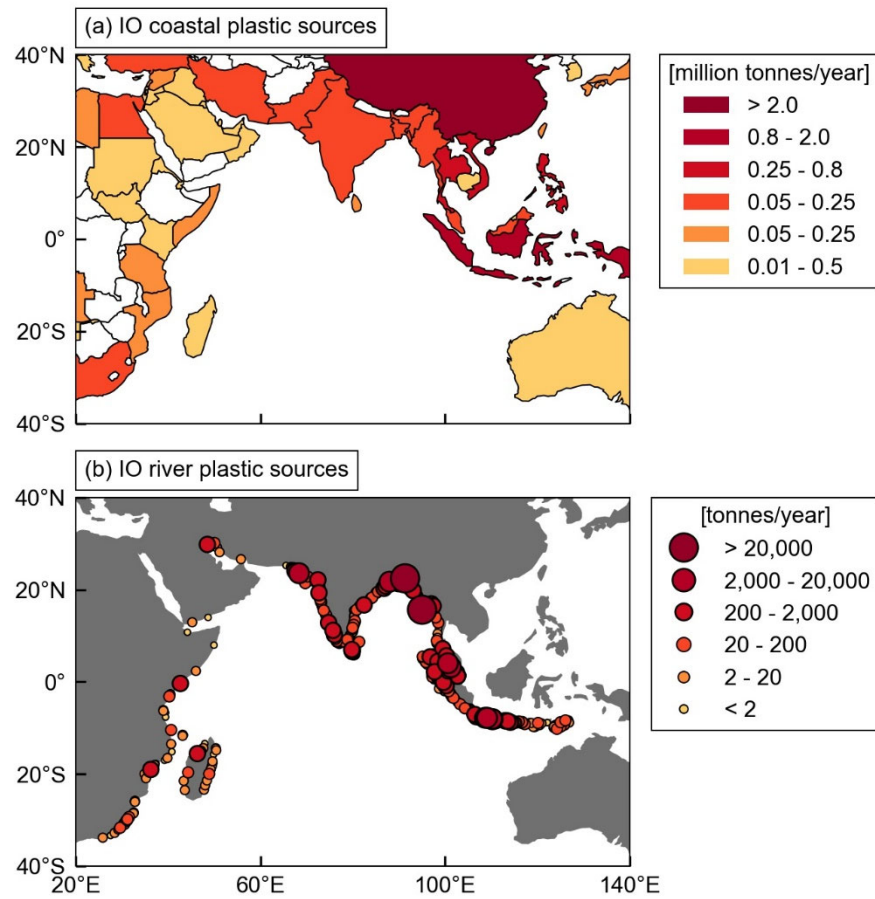 (a) IO coastal plastic sources
40°N
20°N
0°
20°S
40°S
[million tonnes/year]
> 2.0
0.8 - 2.0
0.25 - 0.8
0.05 - 0.25
0.05 - 0.25
0.01 - 0.5
(b) IO river plastic sources
40°N
20°N
0°
20°S
40°S
20°E
60°E
100°E
140°E
[tonnes/year]
> 20,000
2,000 - 20,000
200 - 2,000
20 - 200
2 - 20
< 2